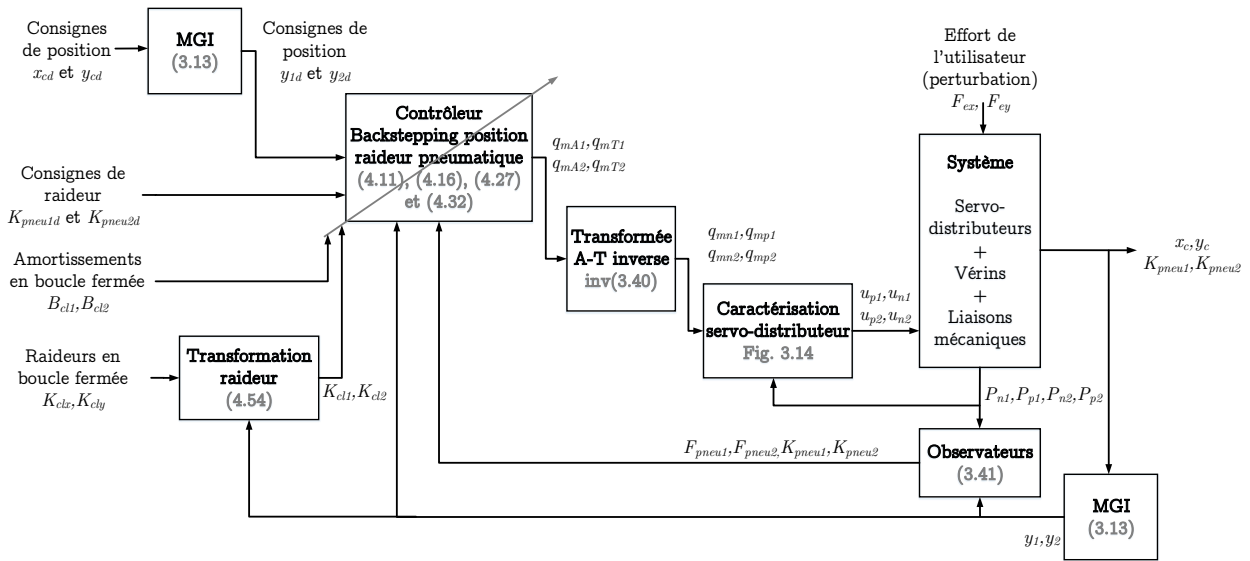 Consignes
de position
x_cd et y_cd
MGI
(3.13)
Consignes de
position
y_1d et y_2d
Effort de
l'utilisateur
(perturbation)
F_ex, F_ey
Contrôleur
Backstepping position
raideur pneumatique
(4.11), (4.16), (4.27)
et (4.32)
q_mA1,q_mT1
q_mA2,q_mT2
Système
Servo-
distributeurs
+
Vérins
+
Liaisons
mécaniques
Consignes de
raideur
K_pneu1d et K_pneu2d
Transformée
A-T inverse
inv(3.40)
q_mn1,q_mp1
q_mn2,q_mp2
x_c,y_c
K_pneu1,K_pneu2
Amortissements
en boucle fermée
B_cl1,B_cl2
Caractérisation
servo-distributeur
Fig. 3.14
u_p1,u_n1
u_p2,u_n2
Raideurs en
boucle fermée
K_clx,K_cly
Transformation
raideur
(4.54)
K_cl1,K_cl2
P_n1,P_p1,P_n2,P_p2
F_pneu1,F_pneu2,K_pneu1,K_pneu2
Observateurs
(3.41)
MGI
(3.13)
y_1,y_2